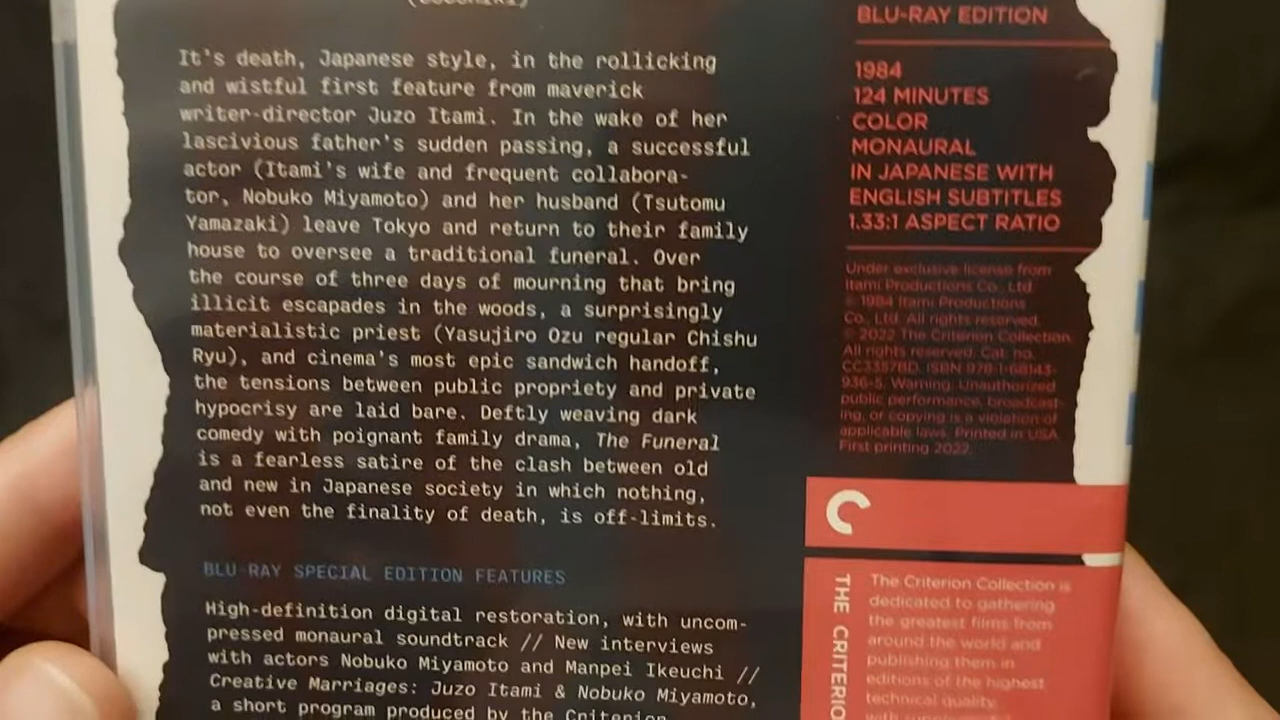 It's death, Japanese style, in the rollicking
and wistful first feature from maverick
writer-director Juzo Itami. In the wake of her
lascivious father's sudden passing, a successful
actor (Itami's wife and frequent collabora-
tor, Nobuko Miyamoto) and her husband (Tsutomu
Yamazaki) leave Tokyo and return to their family
house to oversee a traditional funeral. Over
the course of three days of mourning that bring
illicit escapades in the woods, a surprisingly
materialistic priest (Yasujiro Ozu regular Chishu
Ryu), and cinema's most epic sandwich handoff,
the tensions between public propriety and private
hypocrisy are laid bare. Deftly weaving dark
comedy with poignant family drama, The Funeral
is a fearless satire of the clash between old
and new in Japanese society in which nothing,
not even the finality of death, is off-limits.
BLU-RAY SPECIAL EDITION FEATURES
High-definition digital restoration, with uncom-
pressed monaural soundtrack // New interviews
with actors Nobuko Miyamoto and Manpei Ikeuchi //
Creative Marriages: Juzo Itami & Nobuko Miyamoto,
a short program produced by the Criterion
BLU-RAY EDITION
1984
124 MINUTES
COLOR
MONAURAL
IN JAPANESE WITH
ENGLISH SUBTITLES
1.33:1 ASPECT RATIO
Under exclusive license from
Itami Productions Co., Ltd.
© 1984 Itami Productions
Co., Ltd. All rights reserved.
© 2022 The Criterion Collection.
All rights reserved. Cat. no.
CC3357BD. ISBN 978-1-68143-
936-5. Warning: Unauthorized
public performance, broadcast-
ing, or copying is a violation of
applicable laws. Printed in USA.
First printing 2022.
THE CRITERIO
The Criterion Collection is
dedicated to gathering
the greatest films from
around the world and
publishing them in
editions of the highest
technical quality,